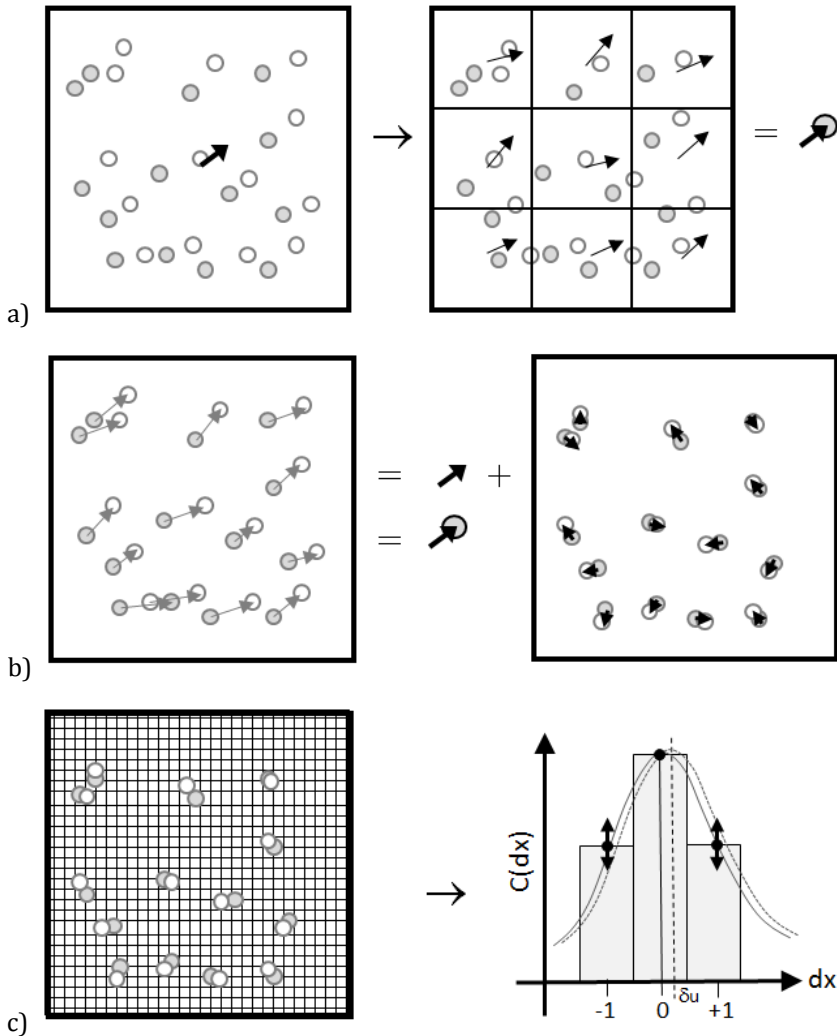 →
=
a)
= +
=
b)
C(dx)
→
dx
-1 0 δu +1
c)